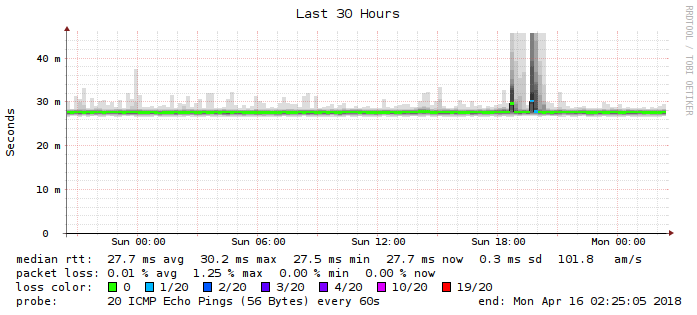 Last 30 Hours
RRDTOOL / TOBI OETIKER
Seconds
40 m
30 m
20 m
10 m
0
Sun 00:00 Sun 06:00 Sun 12:00 Sun 18:00 Mon 00:00
median rtt: 27.7 ms avg 30.2 ms max 27.5 ms min 27.7 ms now 0.3 ms sd 101.8 am/s
packet loss: 0.01 % avg 1.25 % max 0.00 % min 0.00 % now
loss color: 0 1/20 2/20 3/20 4/20 10/20 19/20
probe: 20 ICMP Echo Pings (56 Bytes) every 60s end: Mon Apr 16 02:25:05 2018